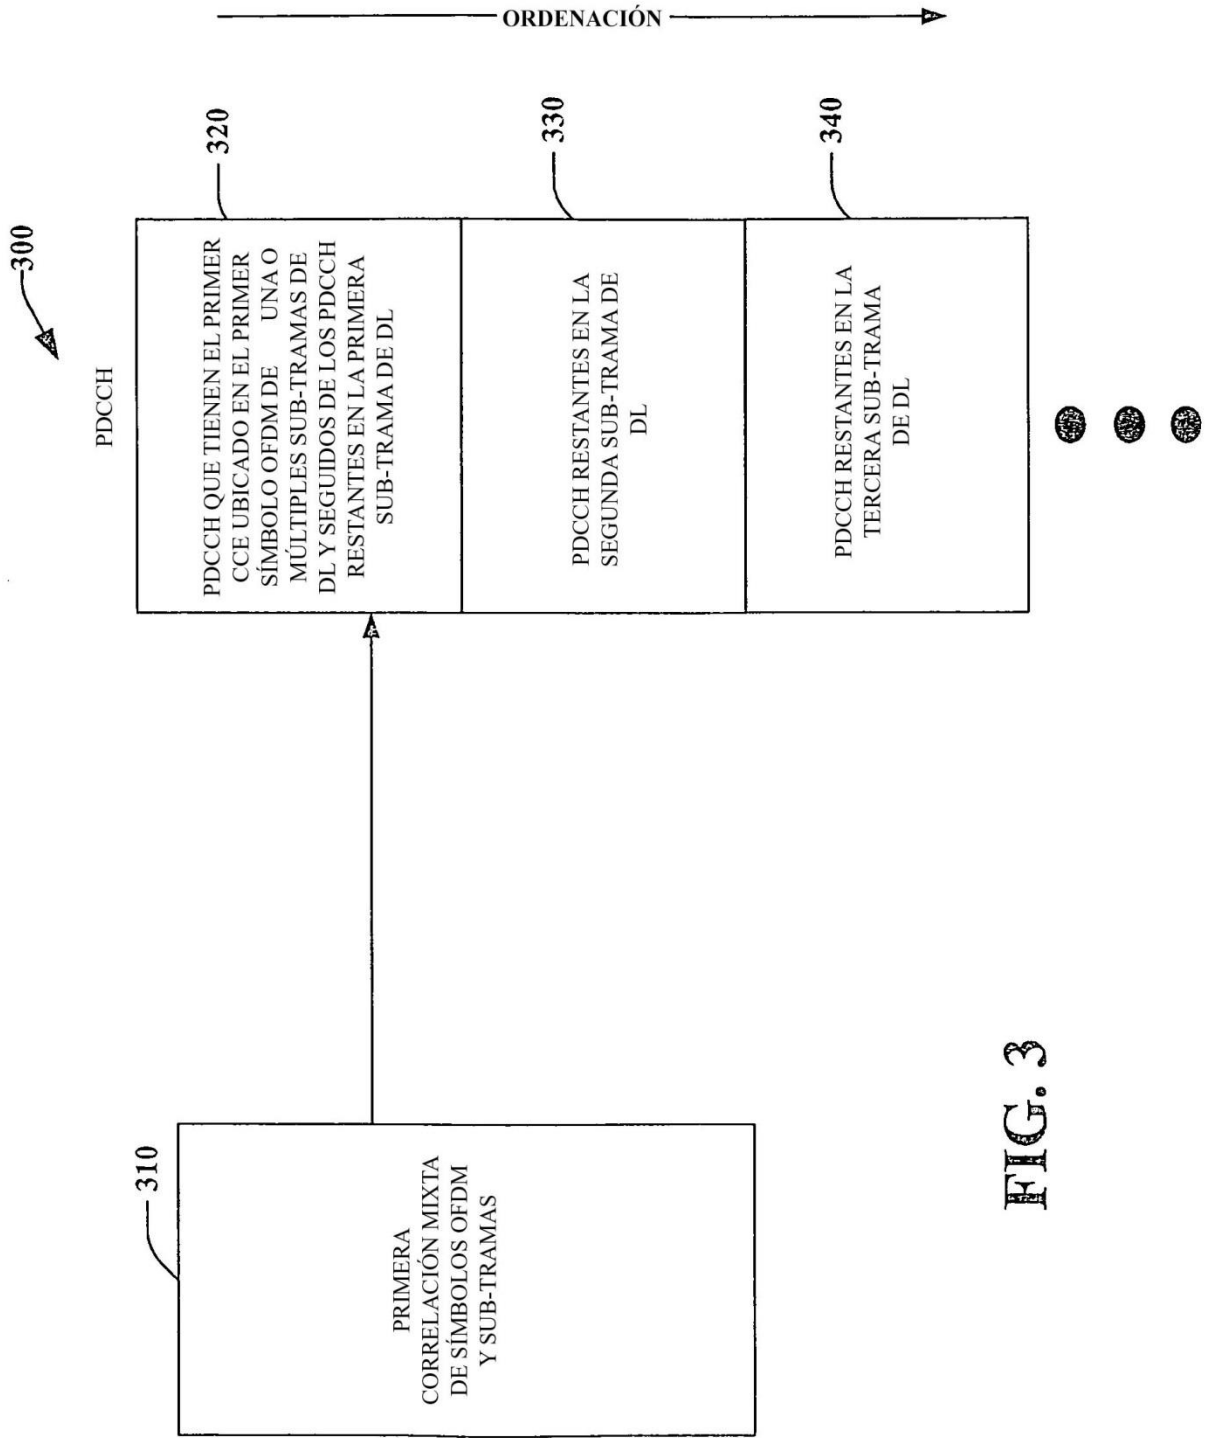 300
PDCCH
ORDENACIÓN
320
PDCCH QUE TIENEN EL PRIMER
CCE UBICADO EN EL PRIMER
SÍMBOLO OFDM DE UNA O
MÚLTIPLES SUB-TRAMAS DE
DL Y SEGUIDOS DE LOS PDCCH
RESTANTES EN LA PRIMERA
SUB-TRAMA DE DL
330
PDCCH RESTANTES EN LA
SEGUNDA SUB-TRAMA DE
DL
340
PDCCH RESTANTES EN LA
TERCERA SUB-TRAMA
DE DL
310
PRIMERA
CORRELACIÓN MIXTA
DE SÍMBOLOS OFDM
Y SUB-TRAMAS
FIG. 3